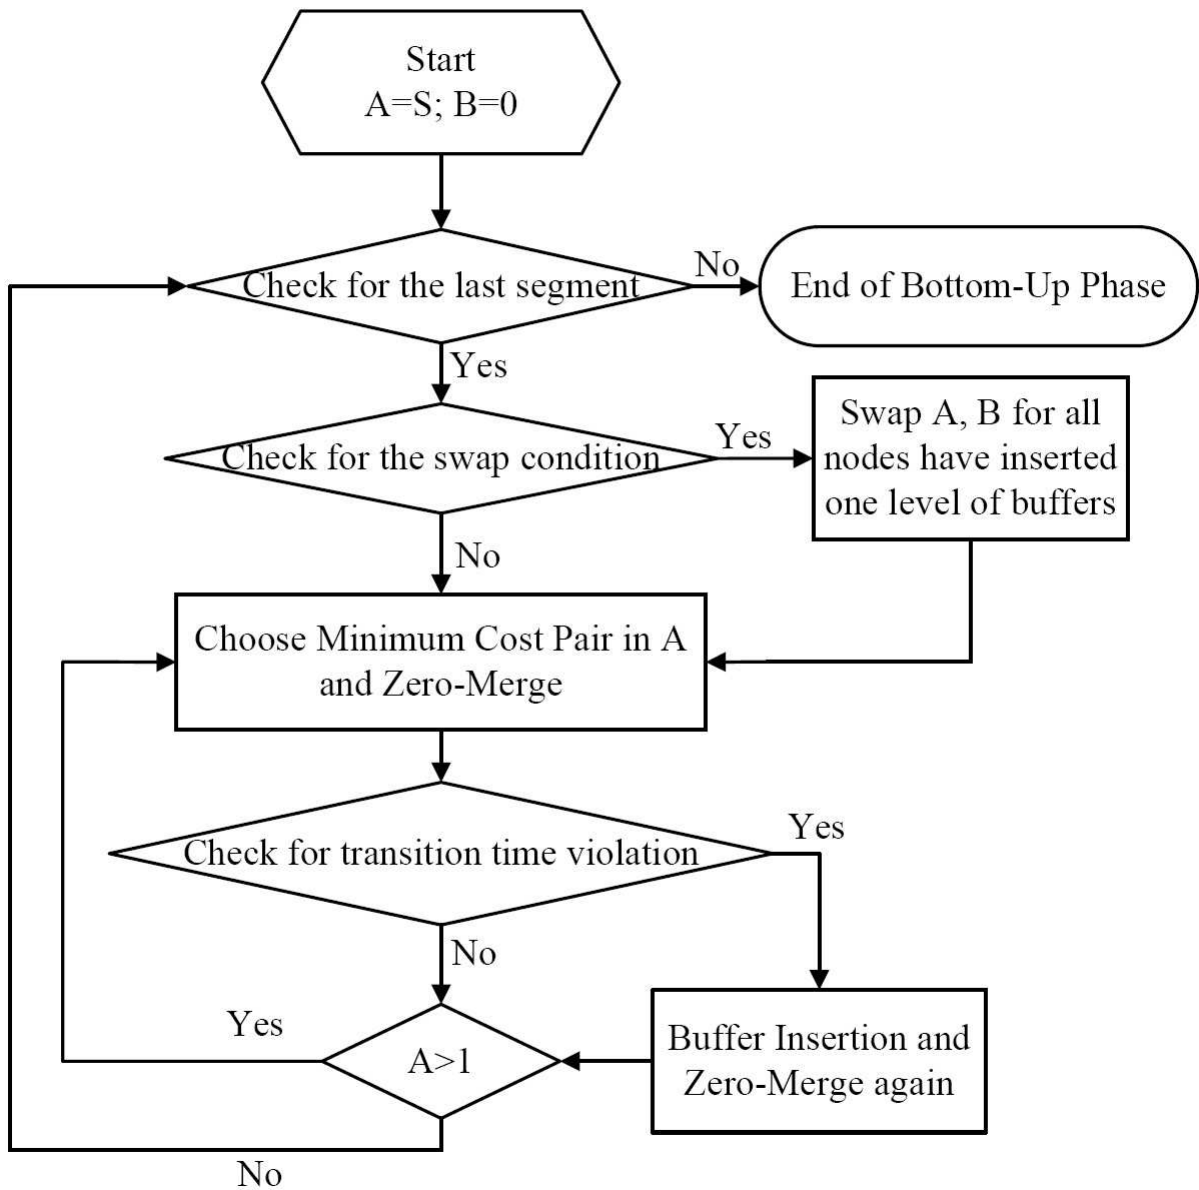 Start
A=S; B=0
Check for the last segment
No
End of Bottom-Up Phase
Yes
Check for the swap condition
Yes
Swap A, B for all
nodes have inserted
one level of buffers
No
Choose Minimum Cost Pair in A
and Zero-Merge
Check for transition time violation
Yes
No
Buffer Insertion and
Zero-Merge again
A>1
Yes
No